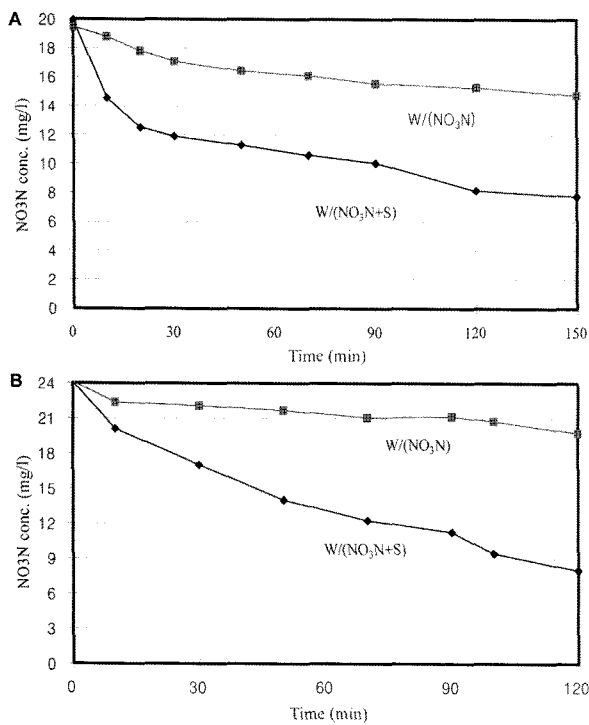 A
20
18
16
14
12
10
8
6
4
2
0
NO3N conc. (mg/l)
W/(NO₃N)
W/(NO₃N+S)
0 30 60 90 120 150
Time (min)
B
24
21
18
15
12
9
6
3
0
NO3N conc. (mg/l)
W/(NO₃N)
W/(NO₃N+S)
0 30 60 90 120
Time (min)